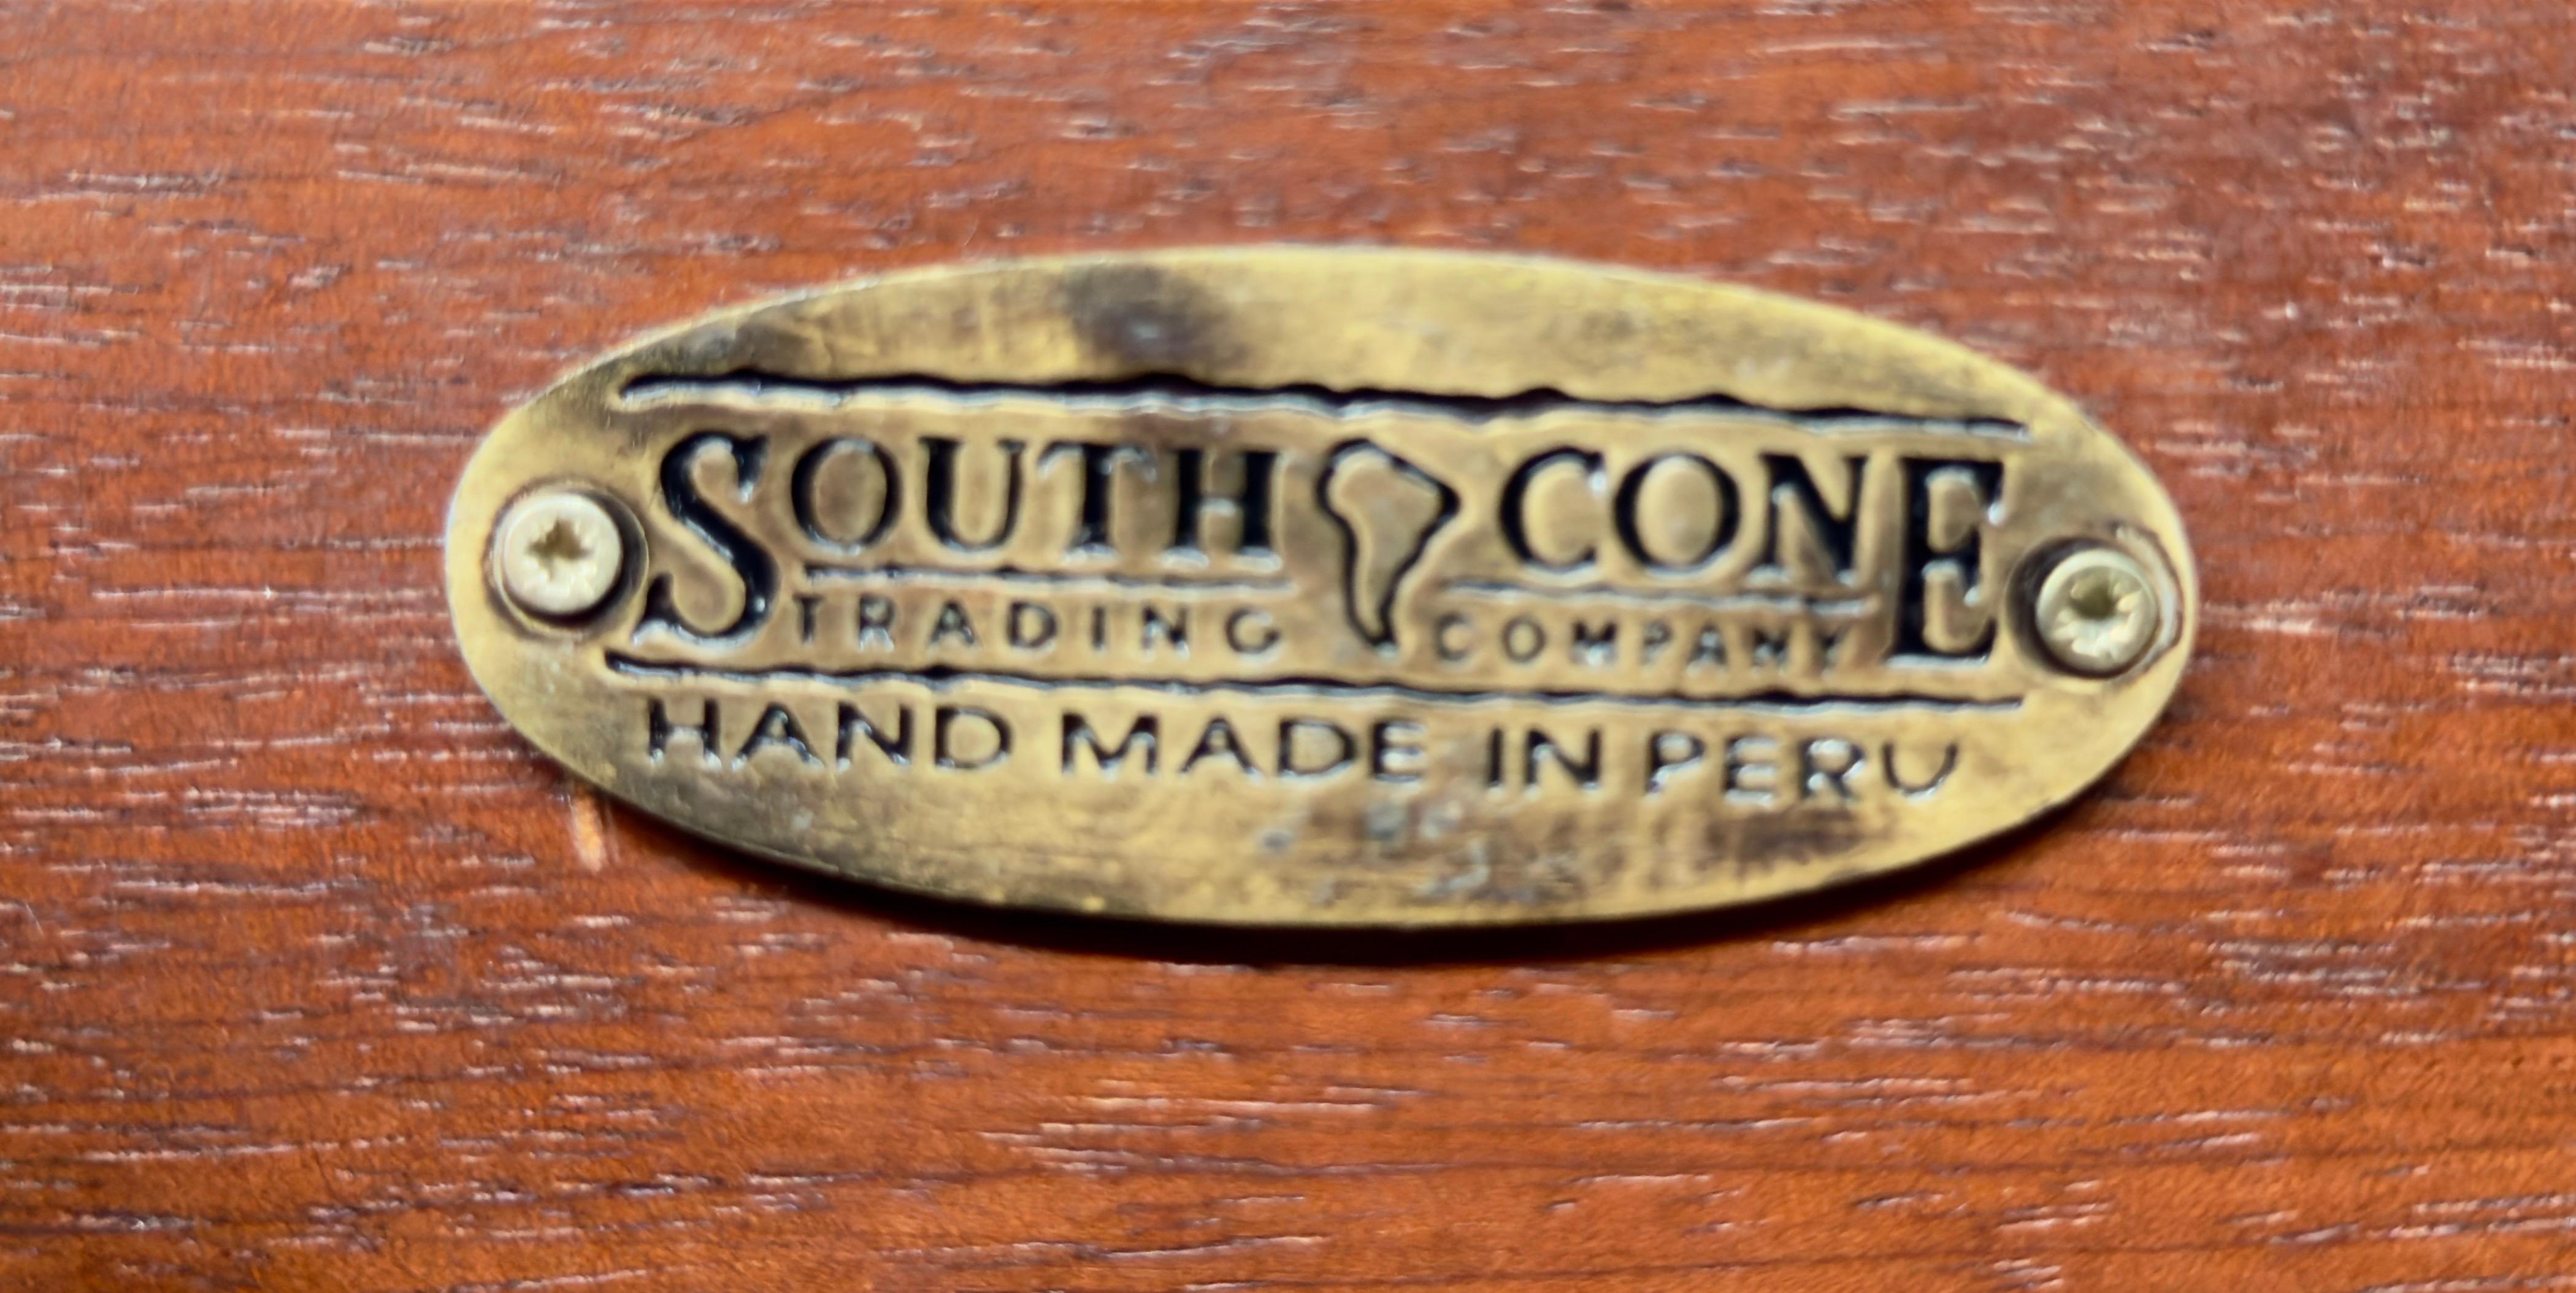 SOUTH CONE
TRADING COMPANY
HAND MADE IN PERU